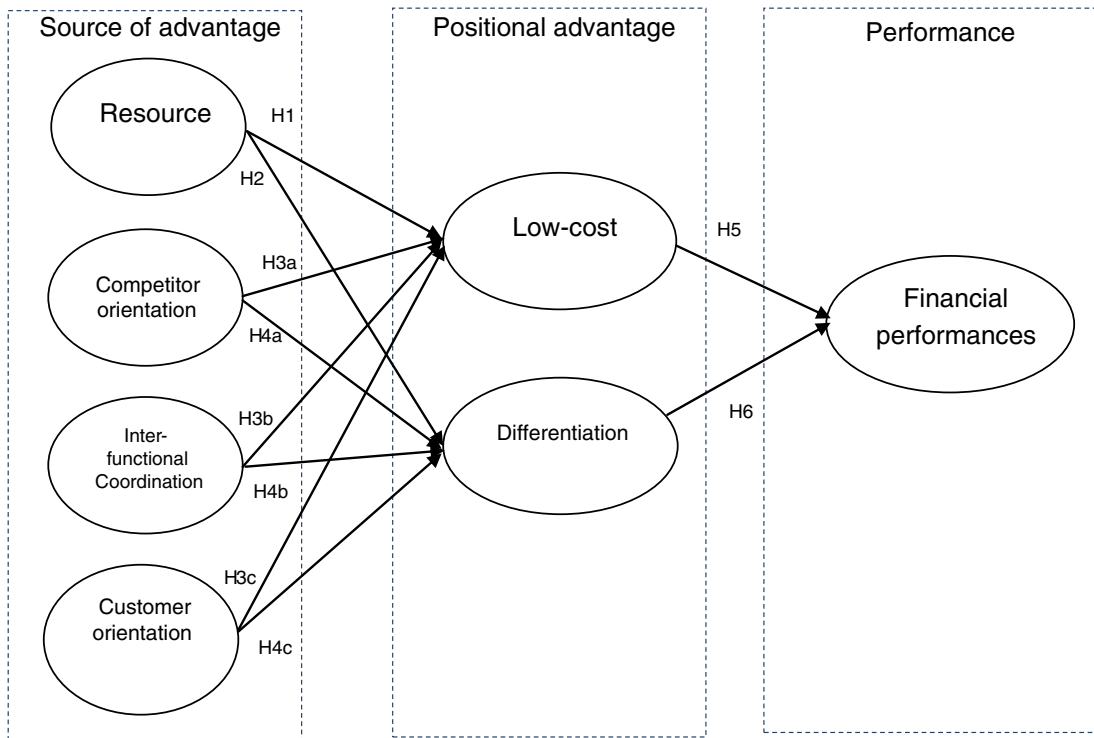 Source of advantage
Positional advantage
Performance
Resource
H1
H2
Low-cost
H5
Competitor
orientation
H3a
H4a
Financial
performances
Inter-
functional
Coordination
H3b
H4b
Differentiation
H6
Customer
orientation
H3c
H4c